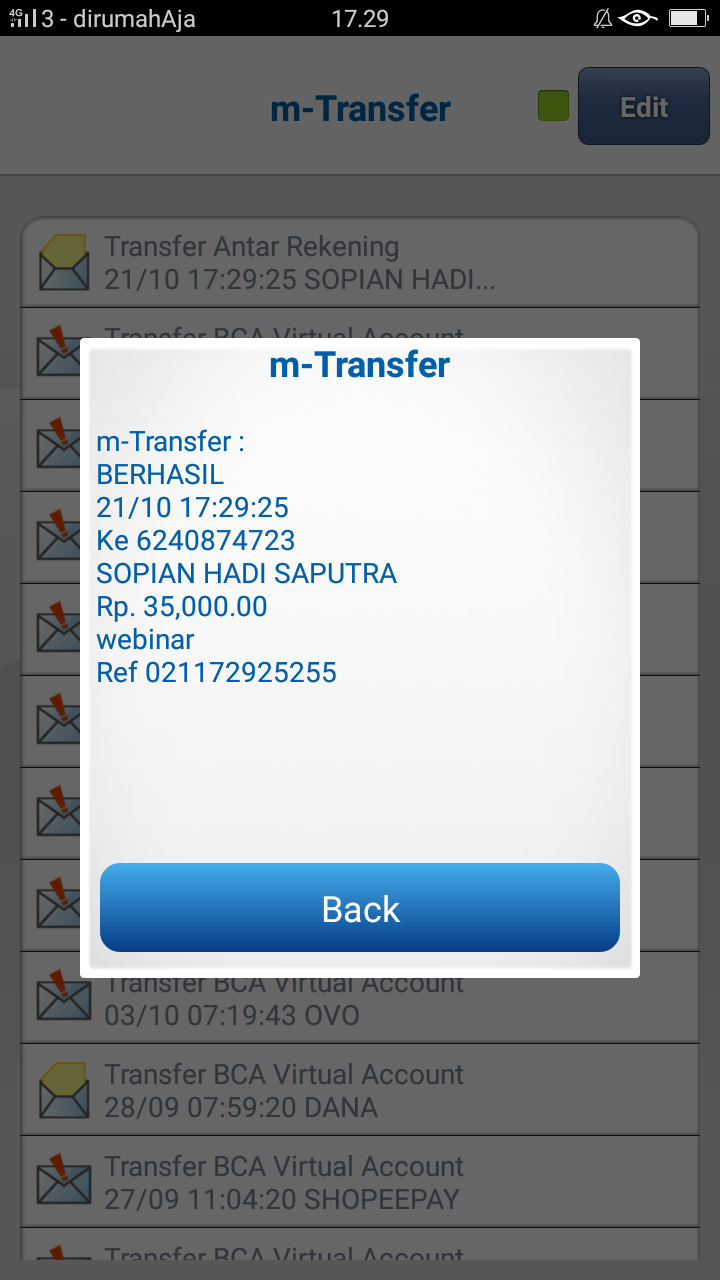 4G 3 - dirumahAja 17.29
m-Transfer
Edit
Transfer Antar Rekening
21/10 17:29:25 SOPIAN HADI...
Transfer BCA Virtual Account
m-Transfer
m-Transfer :
BERHASIL
21/10 17:29:25
Ke 6240874723
SOPIAN HADI SAPUTRA
Rp. 35,000.00
webinar
Ref 021172925255
Back
Transfer BCA Virtual Account
03/10 07:19:43 OVO
Transfer BCA Virtual Account
28/09 07:59:20 DANA
Transfer BCA Virtual Account
27/09 11:04:20 SHOPEEPAY
Transfer BCA Virtual Account